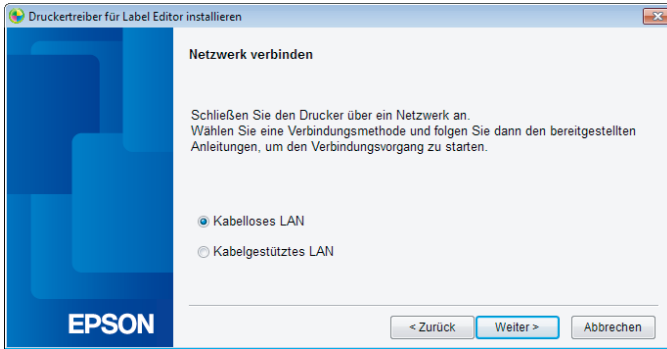 Druckertreiber für Label Editor installieren
Netzwerk verbinden
Schließen Sie den Drucker über ein Netzwerk an.
Wählen Sie eine Verbindungsmethode und folgen Sie dann den bereitgestellten
Anleitungen, um den Verbindungsvorgang zu starten.
Kabelloses LAN
Kabelgestütztes LAN
EPSON
< Zurück Weiter > Abbrechen